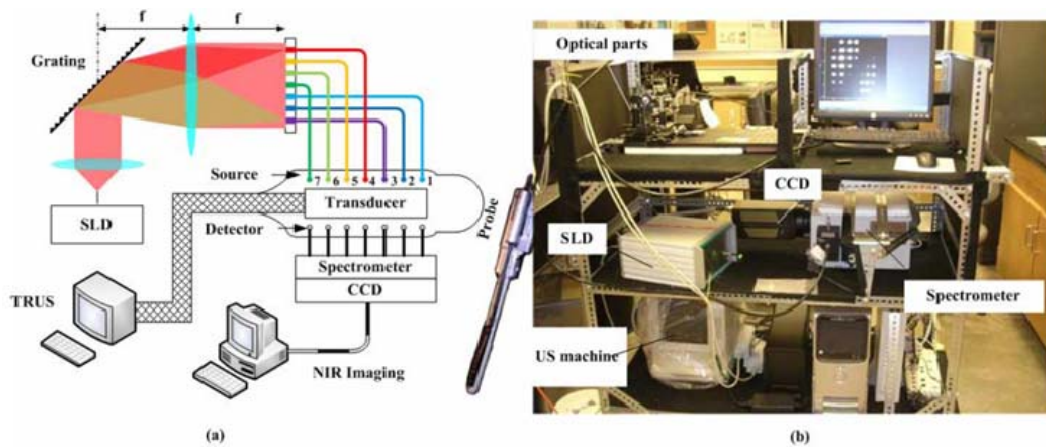 f
f
Grating
Source
7 6 5 4 3 2 1
Transducer
SLD
Detector
Probe
Spectrometer
CCD
TRUS
NIR Imaging
(a)
Optical parts
CCD
SLD
Spectrometer
US machine
(b)